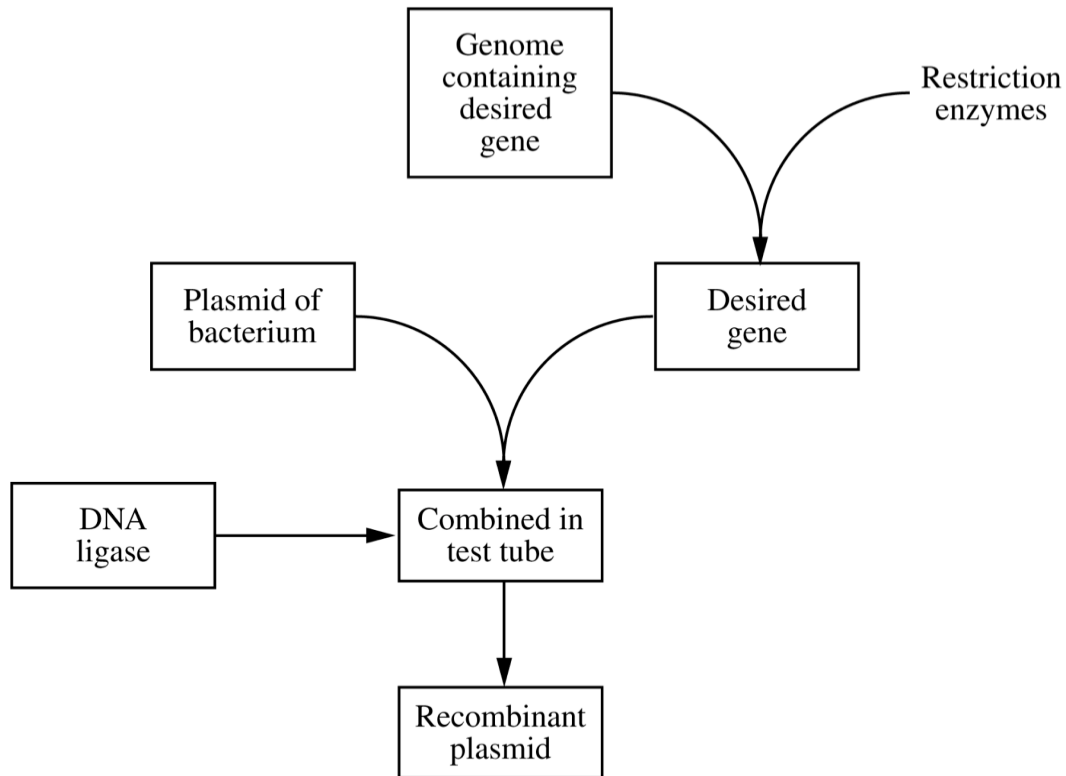 Genome
containing
desired
gene
Restriction
enzymes
Plasmid of
bacterium
Desired
gene
DNA
ligase
Combined in
test tube
Recombinant
plasmid